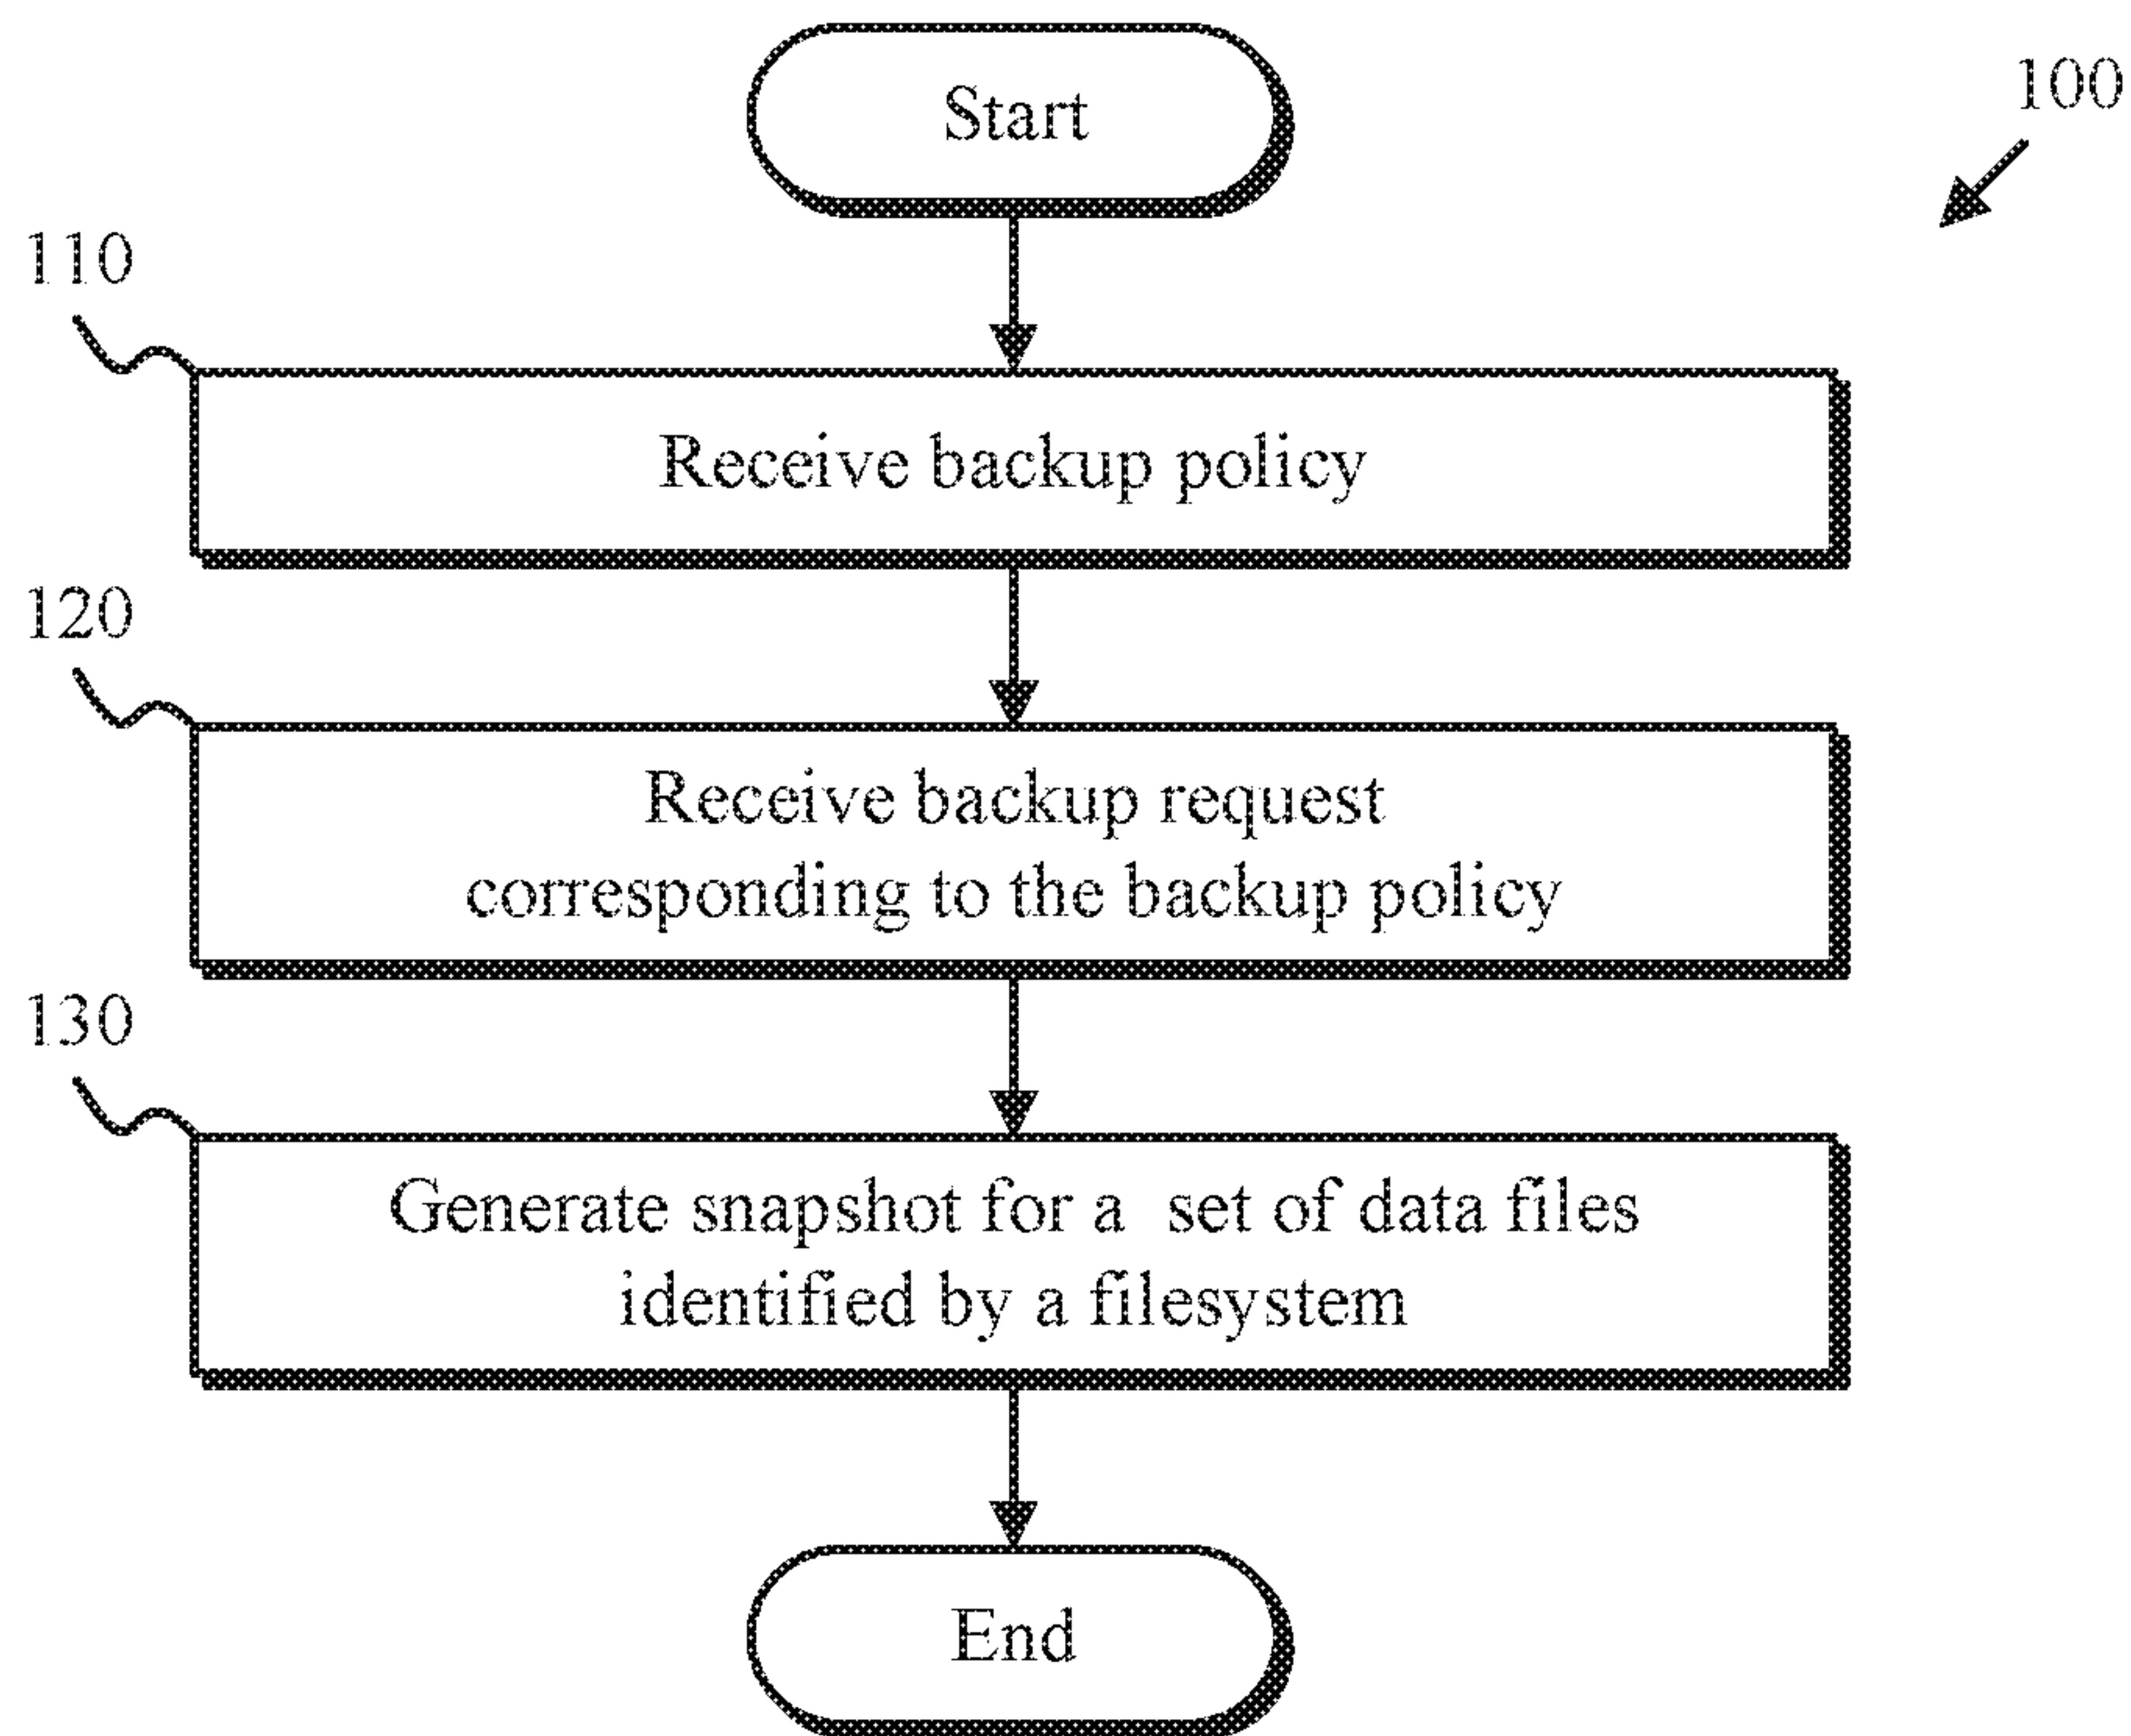 Start
100
110
Receive backup policy
120
Receive backup request
corresponding to the backup policy
130
Generate snapshot for a set of data files
identified by a filesystem
End